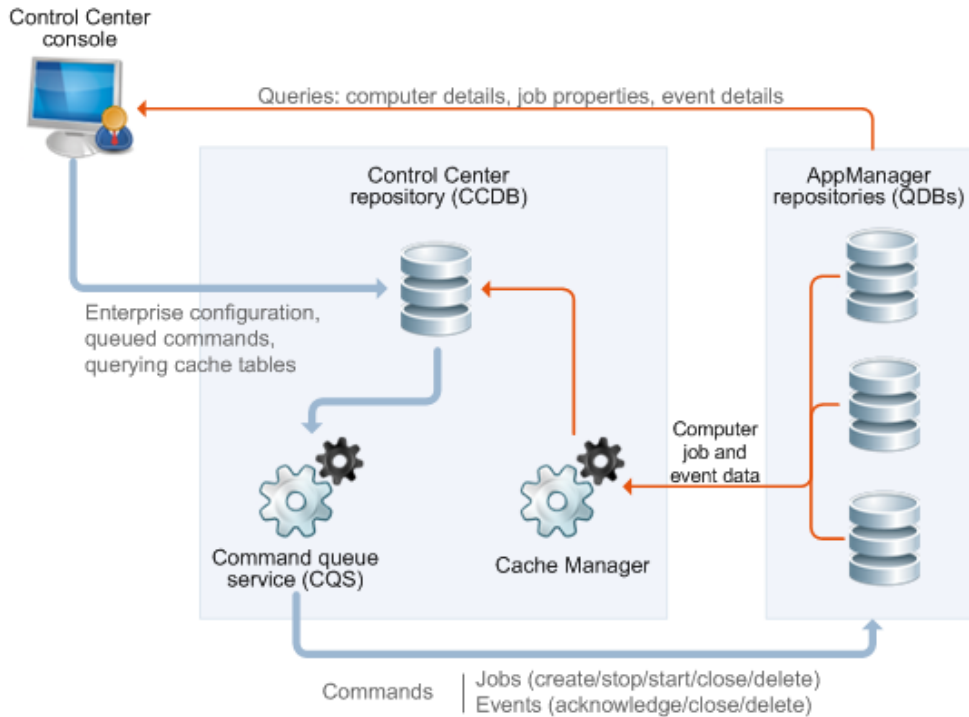 Control Center
console
Queries: computer details, job properties, event details
Control Center
repository (CCDB)
AppManager
repositories (QDBs)
Enterprise configuration,
queued commands,
querying cache tables
Computer
job and
event data
Command queue
service (CQS)
Cache Manager
Commands
Jobs (create/stop/start/close/delete)
Events (acknowledge/close/delete)